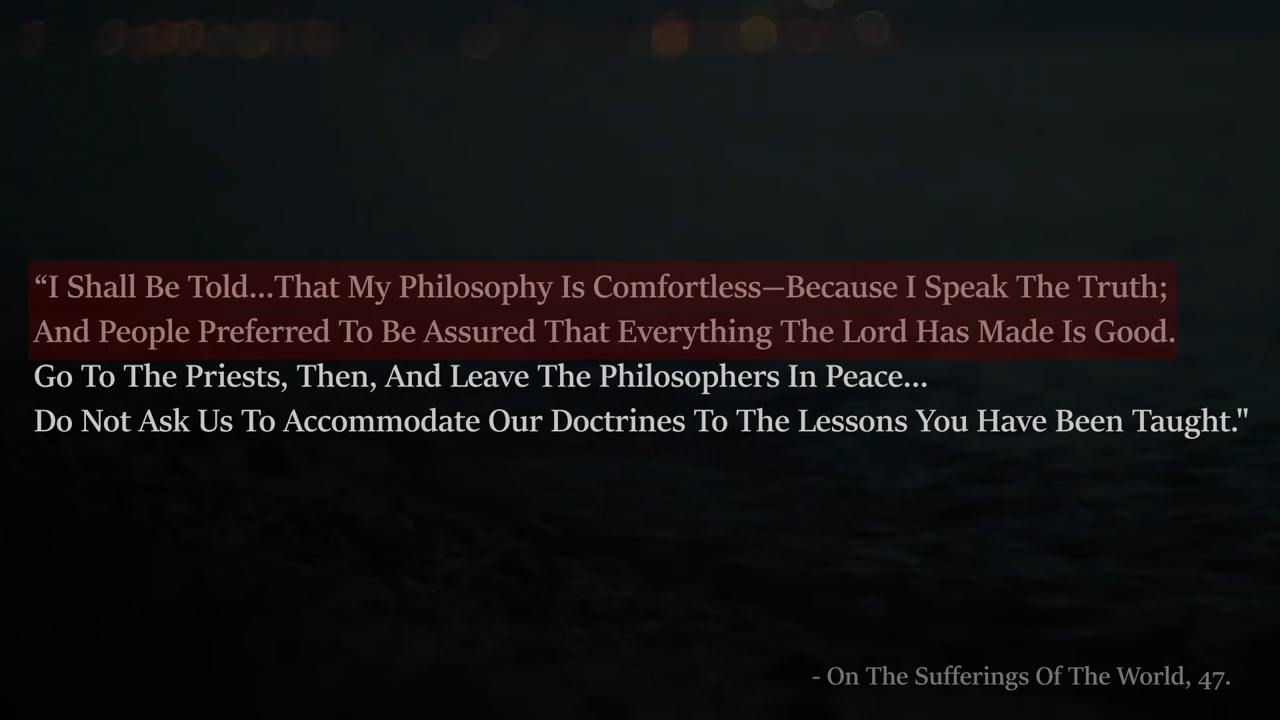 “I Shall Be Told...That My Philosophy Is Comfortless—Because I Speak The Truth;
And People Preferred To Be Assured That Everything The Lord Has Made Is Good.
Go To The Priests, Then, And Leave The Philosophers In Peace...
Do Not Ask Us To Accommodate Our Doctrines To The Lessons You Have Been Taught."
- On The Sufferings Of The World, 47.